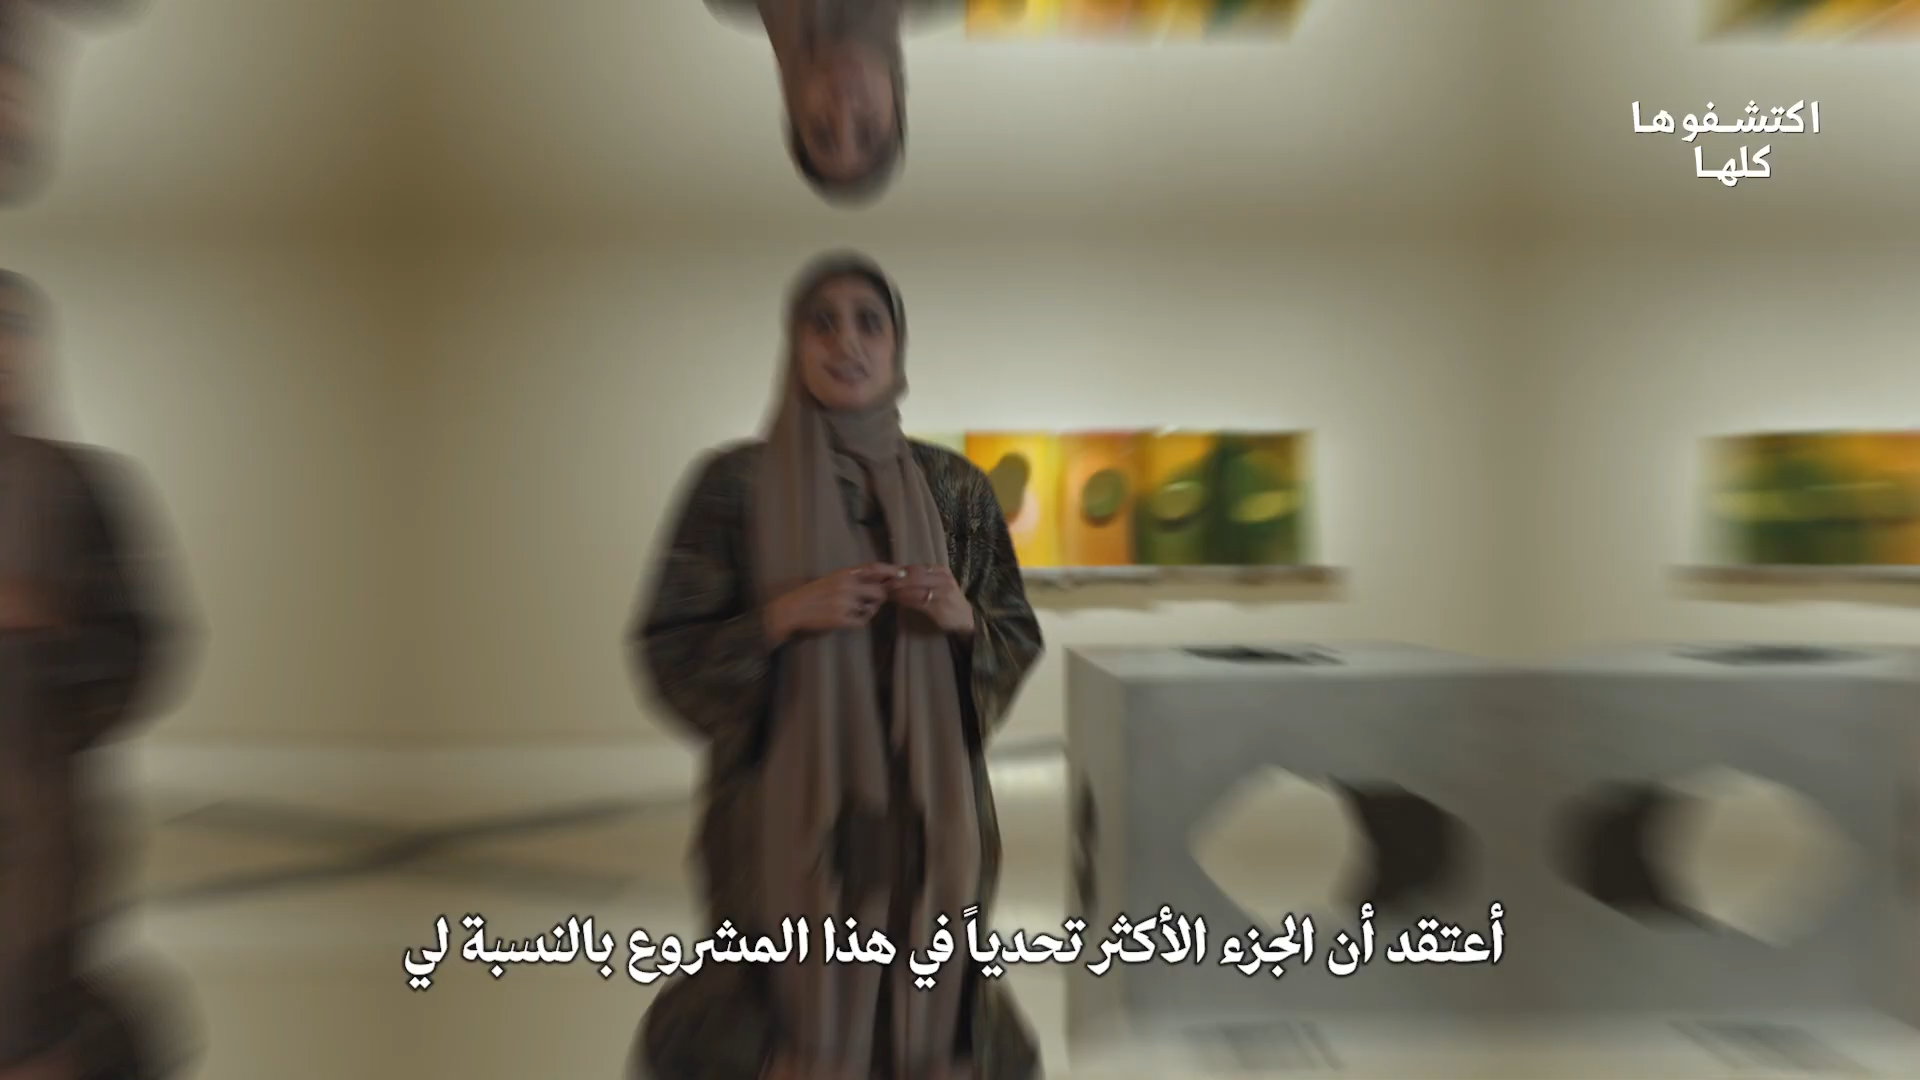 اكتشفوها
كلها
أعتقد أن الجزء الأكثر تحدياً في هذا المشروع بالنسبة لي